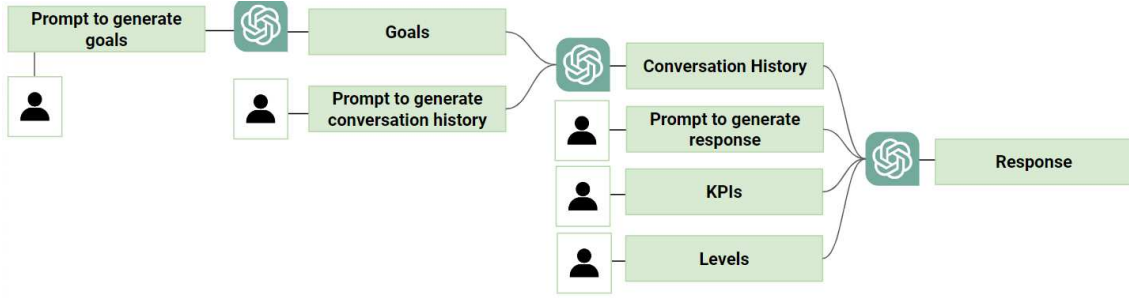 Prompt to generate
goals
Goals
Prompt to generate
conversation history
Conversation History
Prompt to generate
response
KPIs
Levels
Response